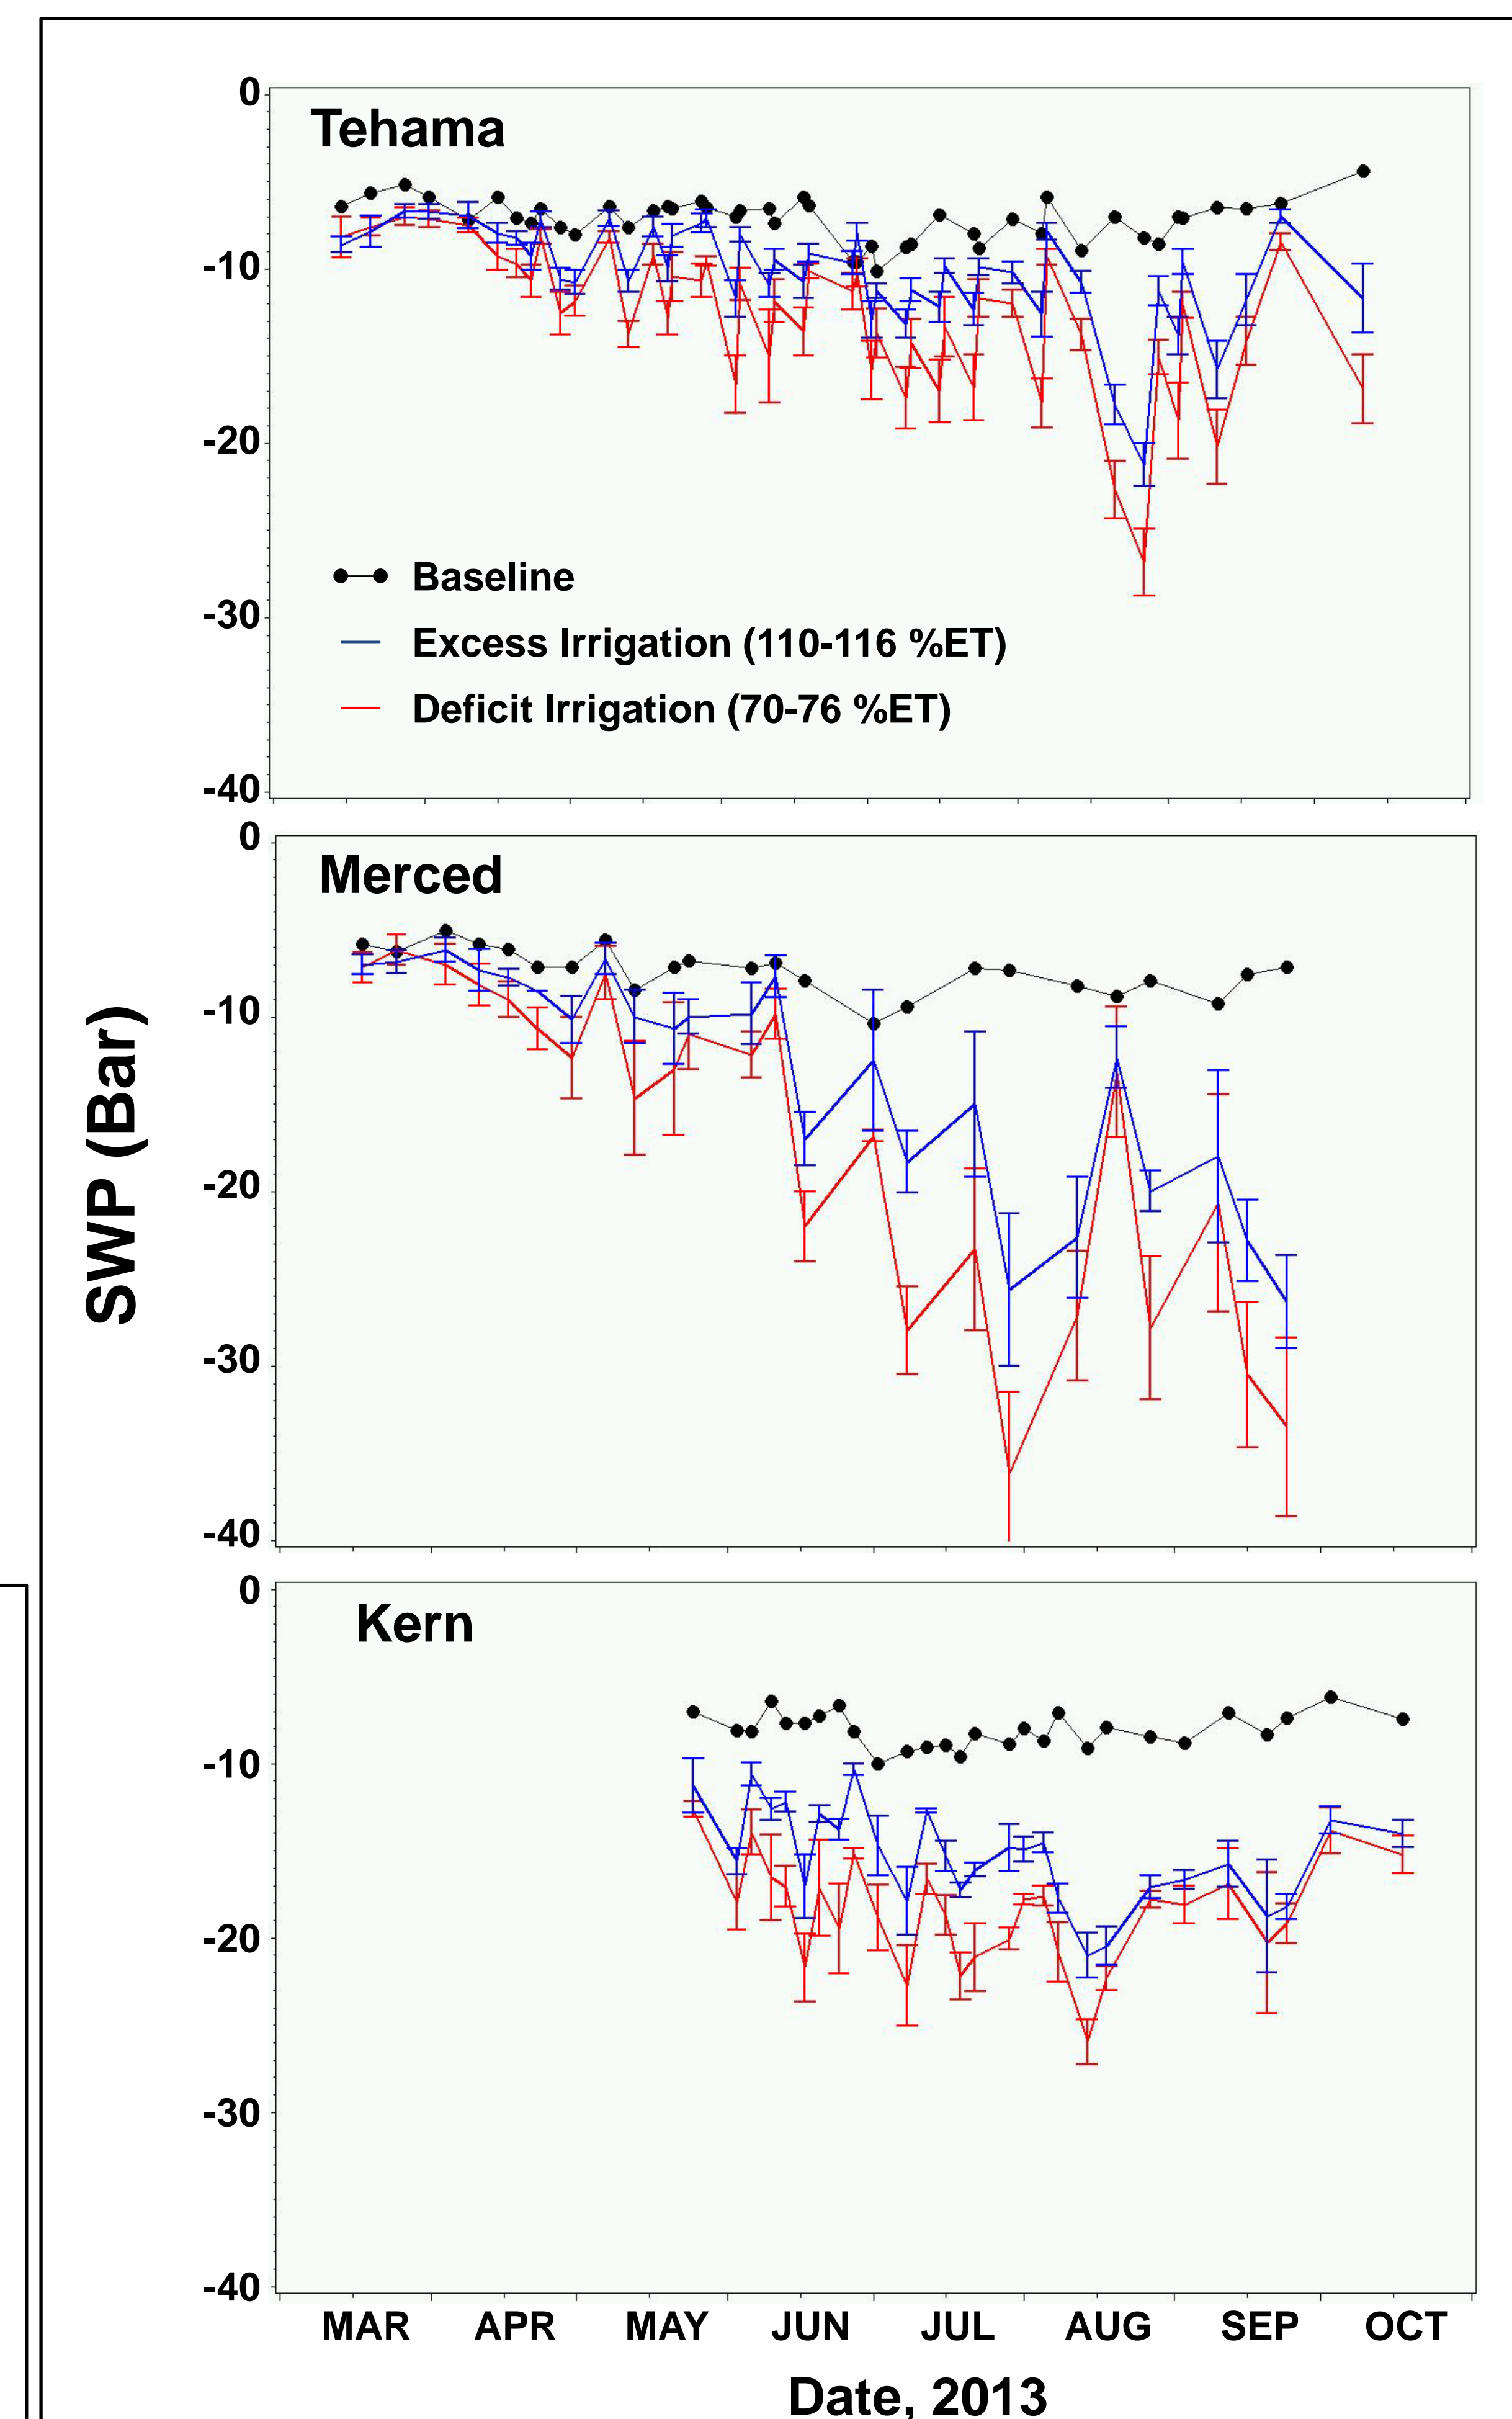 0
Tehama
-10
-20
Baseline
-30
Excess Irrigation (110-116 %ET)
Deficit Irrigation (70-76 %ET)
-40
0
Merced
-10
SWP (Bar)
-20
-30
-40
0
Kern
-10
-20
-30
-40
MAR APR MAY JUN JUL AUG SEP OCT
Date, 2013